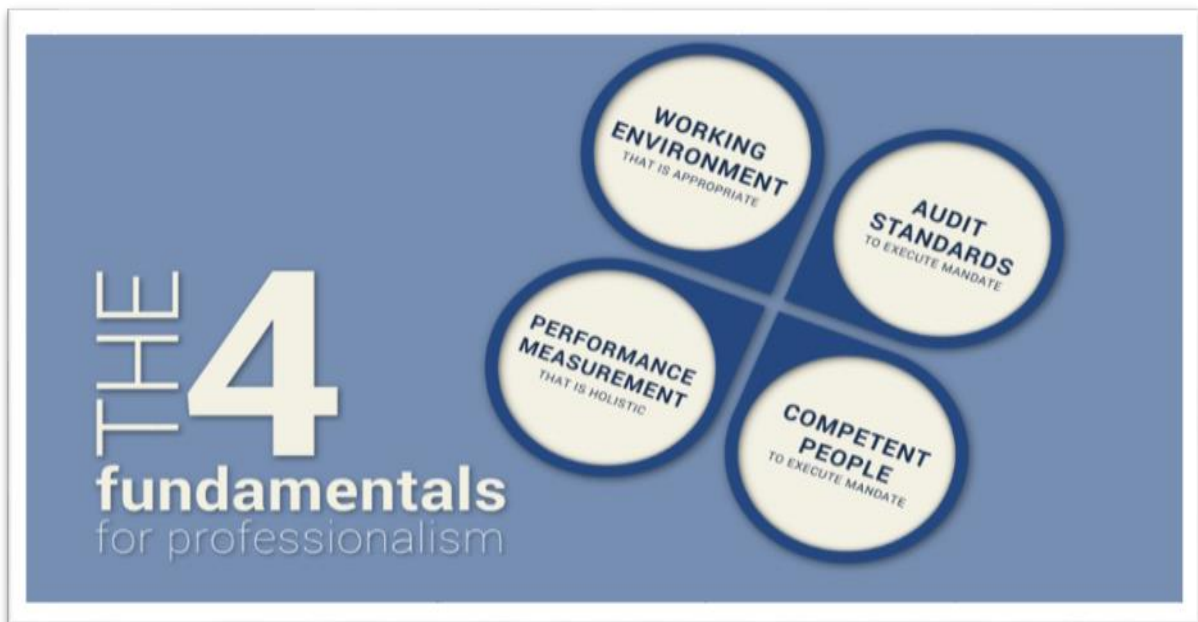 THE
4
fundamentals
for professionalism
WORKING
ENVIRONMENT
THAT IS APPROPRIATE
AUDIT
STANDARDS
TO EXECUTE MANDATE
PERFORMANCE
MEASUREMENT
THAT IS HOLISTIC
COMPETENT
PEOPLE
TO EXECUTE MANDATE